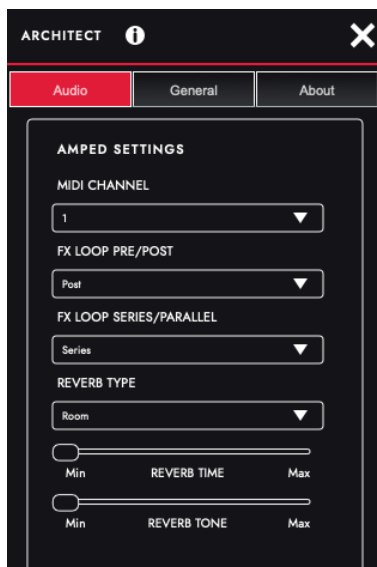 ARCHITECT i
Audio General About
AMPED SETTINGS
MIDI CHANNEL
1
FX LOOP PRE/POST
Post
FX LOOP SERIES/PARALLEL
Series
REVERB TYPE
Room
Min REVERB TIME Max
Min REVERB TONE Max